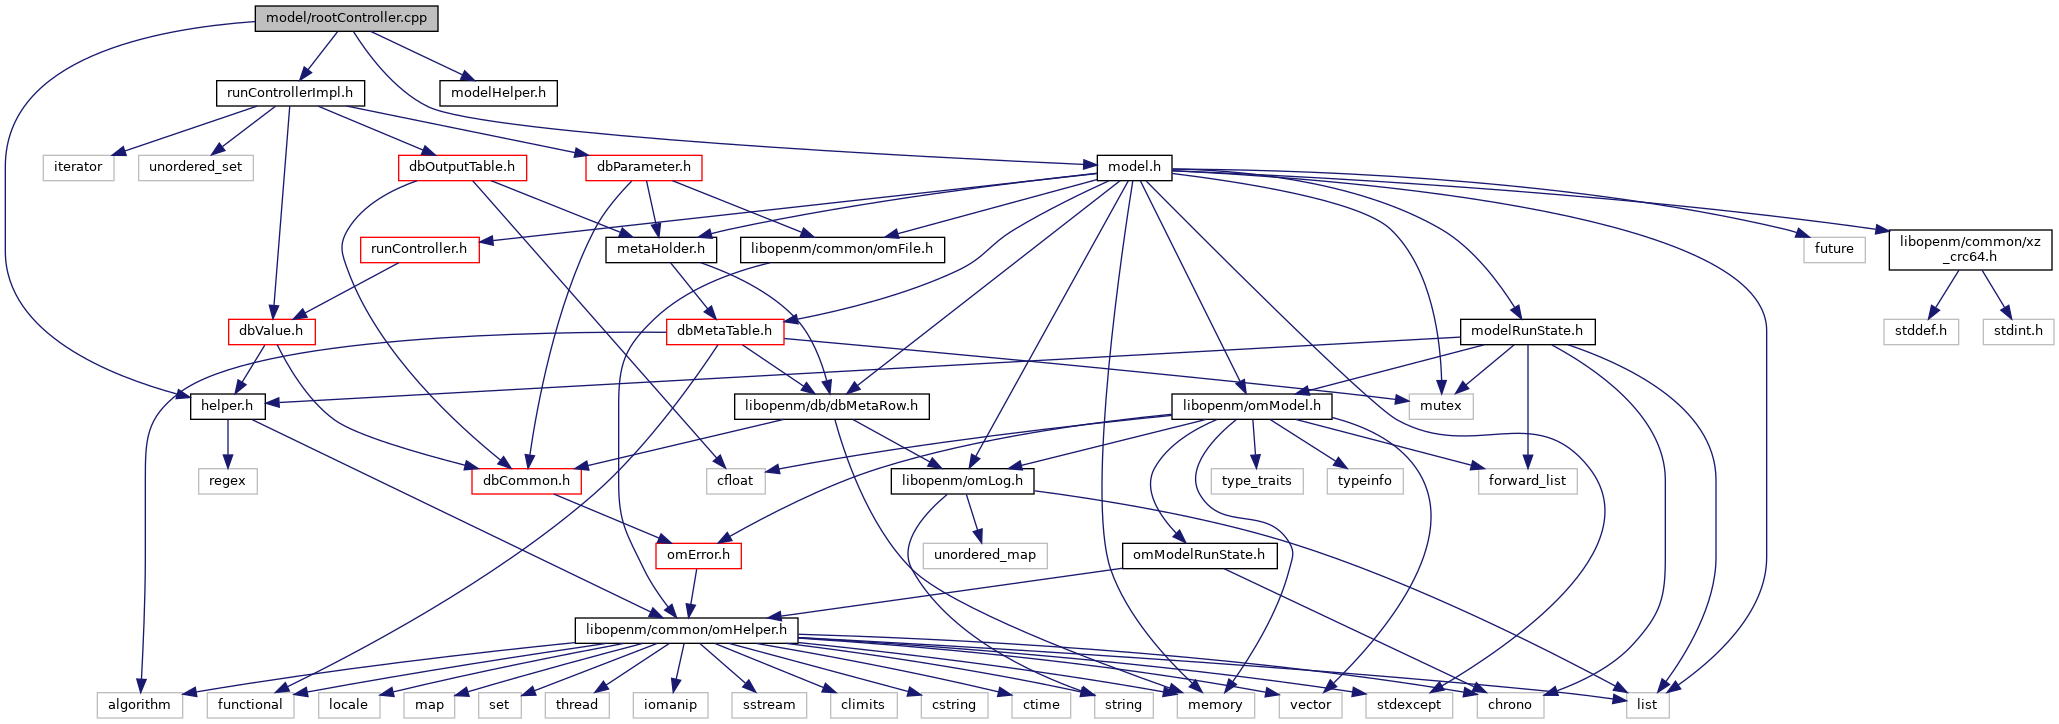 model/rootController.cpp
runControllerImpl.h
modelHelper.h
iterator
unordered_set
dbOutputTable.h
dbParameter.h
model.h
runController.h
metaHolder.h
libopenm/common/omFile.h
future
libopenm/common/xz
_crc64.h
dbValue.h
dbMetaTable.h
modelRunState.h
stddef.h
stdint.h
helper.h
libopenm/db/dbMetaRow.h
libopenm/omModel.h
mutex
regex
dbCommon.h
cfloat
libopenm/omLog.h
type_traits
typeinfo
forward_list
omError.h
unordered_map
omModelRunState.h
libopenm/common/omHelper.h
algorithm
functional
locale
map
set
thread
iomanip
sstream
climits
cstring
ctime
string
memory
vector
stdexcept
chrono
list